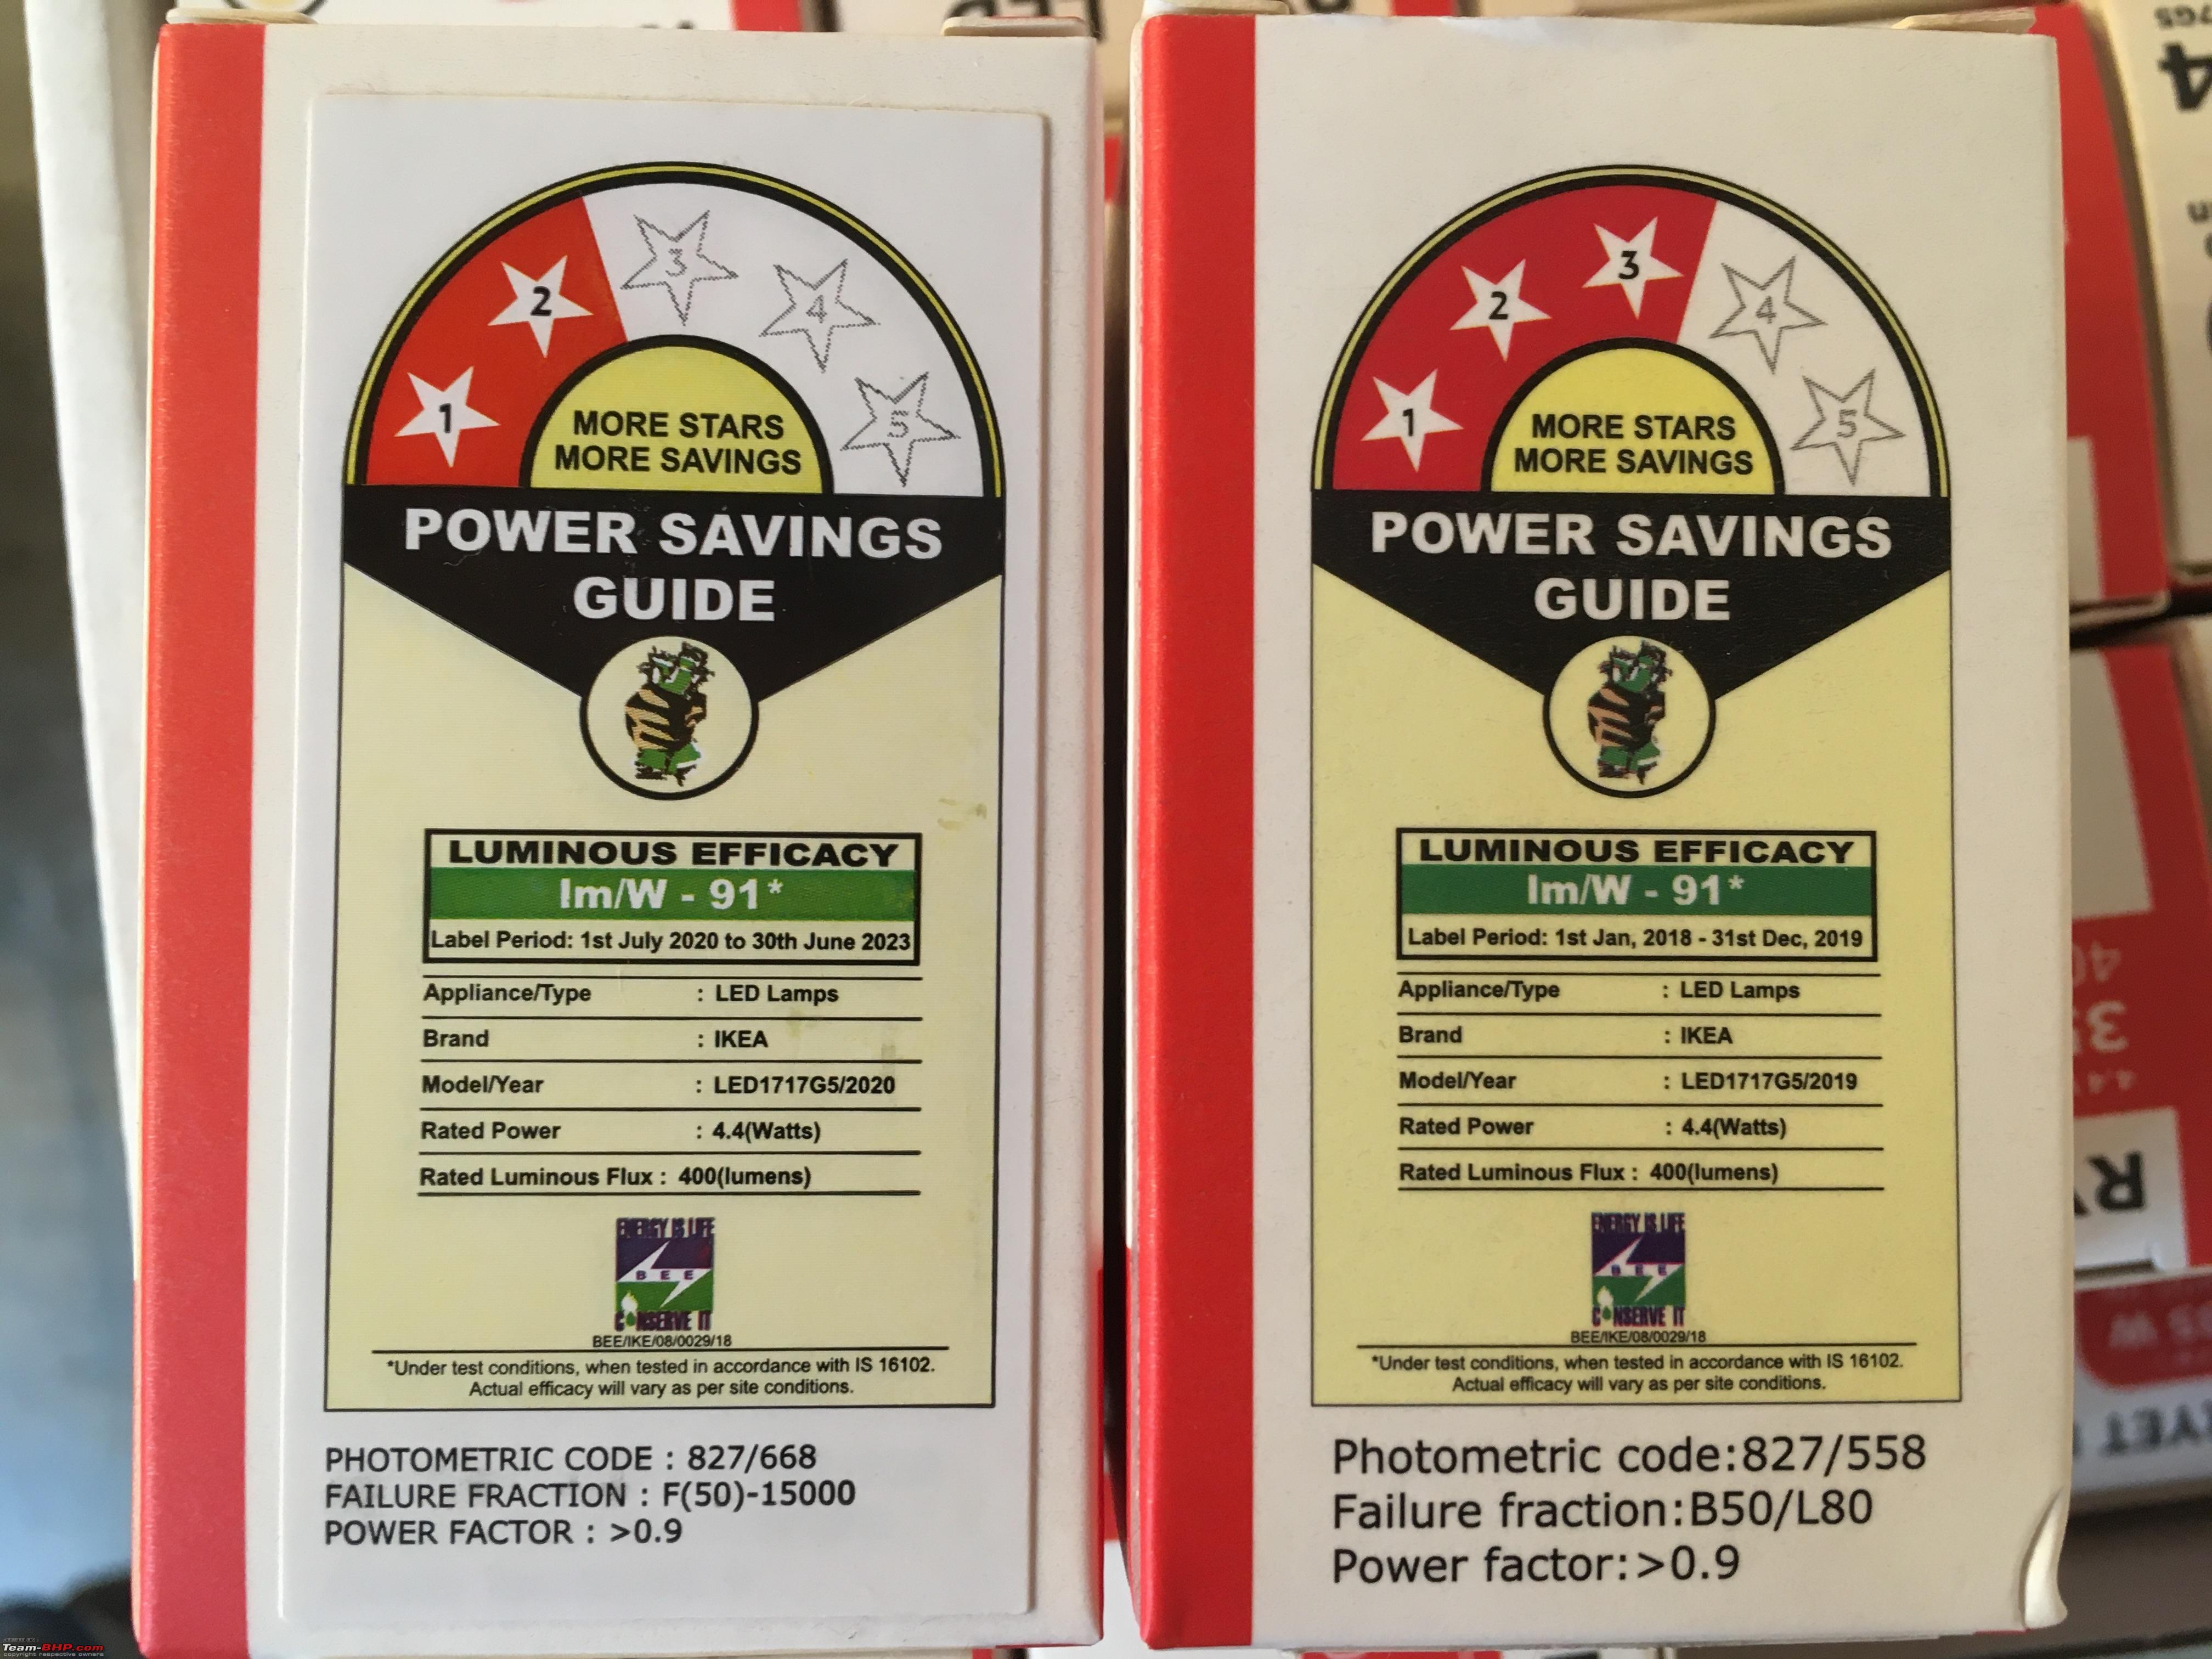 1
2
3
4
5
MORE STARS
MORE SAVINGS
POWER SAVINGS
GUIDE
LUMINOUS EFFICACY
lm/W - 91*
Label Period: 1st July 2020 to 30th June 2023
Appliance/Type : LED Lamps
Brand : IKEA
Model/Year : LED1717G5/2020
Rated Power : 4.4(Watts)
Rated Luminous Flux : 400(lumens)
ENERGY IS LIFE
BEE
CONSERVE IT
BEE/IKE/08/0029/18
*Under test conditions, when tested in accordance with IS 16102.
Actual efficacy will vary as per site conditions.
PHOTOMETRIC CODE : 827/668
FAILURE FRACTION : F(50)-15000
POWER FACTOR : >0.9
1
2
3
4
5
MORE STARS
MORE SAVINGS
POWER SAVINGS
GUIDE
LUMINOUS EFFICACY
lm/W - 91*
Label Period: 1st Jan, 2018 - 31st Dec, 2019
Appliance/Type : LED Lamps
Brand : IKEA
Model/Year : LED1717G5/2019
Rated Power : 4.4(Watts)
Rated Luminous Flux : 400(lumens)
ENERGY IS LIFE
BEE
CONSERVE IT
BEE/IKE/08/0029/18
*Under test conditions, when tested in accordance with IS 16102.
Actual efficacy will vary as per site conditions.
Photometric code:827/558
Failure fraction:B50/L80
Power factor:>0.9
Team-BHP.com
copyright respective owners